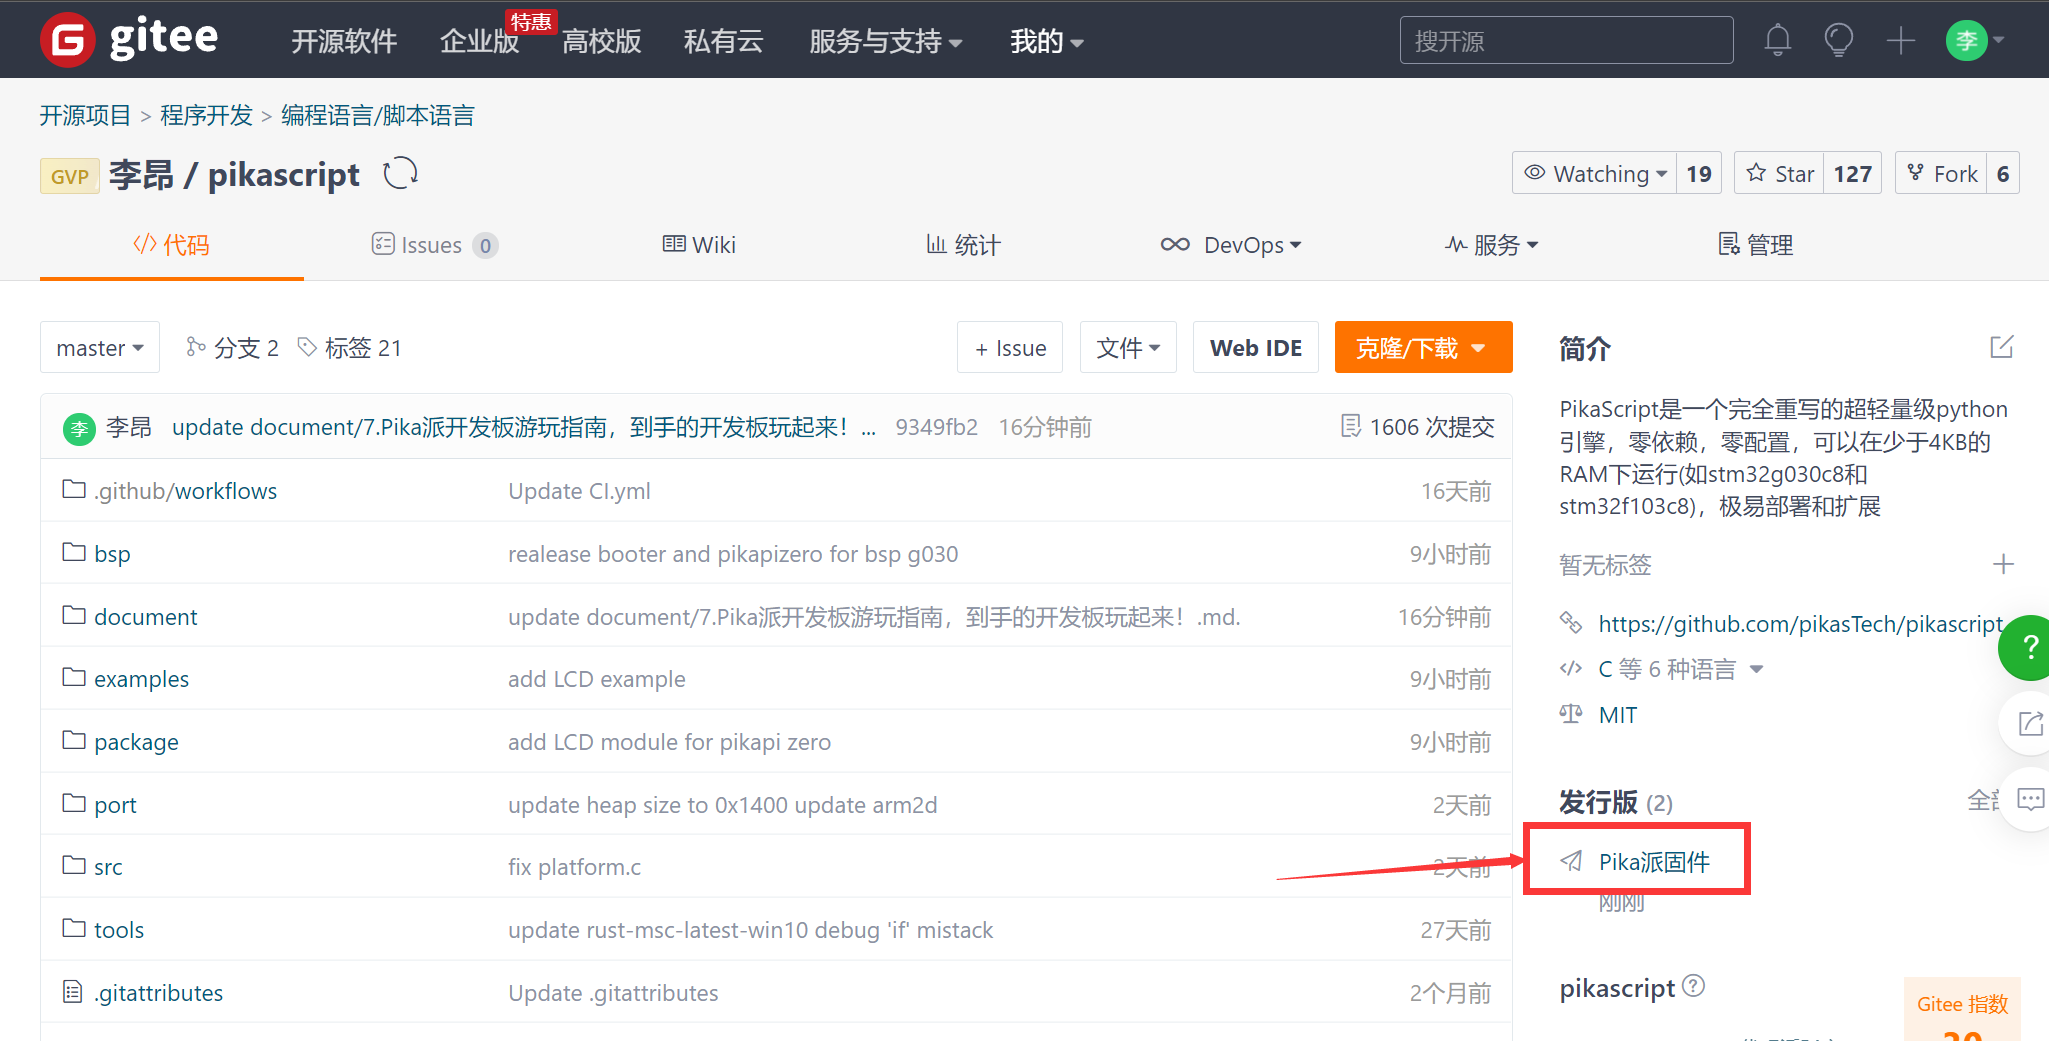 gitee 开源软件 企业版 特惠 高校版 私有云 服务与支持 我的 搜开源 李
开源项目 > 程序开发 > 编程语言/脚本语言
GVP 李昂 / pikascript Watching 19 Star 127 Fork 6
代码 Issues 0 Wiki 统计 DevOps 服务 管理
master 分支 2 标签 21 + Issue 文件 Web IDE 克隆/下载
李 李昂 update document/7.Pika派开发板游玩指南，到手的开发板玩起来！... 9349fb2 16分钟前 1606 次提交
.github/workflows Update CI.yml 16天前
bsp realease booter and pikapizero for bsp g030 9小时前
document update document/7.Pika派开发板游玩指南，到手的开发板玩起来！.md. 16分钟前
examples add LCD example 9小时前
package add LCD module for pikapi zero 9小时前
port update heap size to 0x1400 update arm2d 2天前
src fix platform.c 2天前
tools update rust-msc-latest-win10 debug 'if' mistack 27天前
.gitattributes Update .gitattributes 2个月前
简介
PikaScript是一个完全重写的超轻量级python
引擎，零依赖，零配置，可以在少于4KB的
RAM下运行(如stm32g030c8和
stm32f103c8)，极易部署和扩展
暂无标签
https://github.com/pikasTech/pikascript
C 等 6 种语言
MIT
?
发行版 (2) 全部
Pika派固件
刚刚
pikascript ?
Gitee 指数